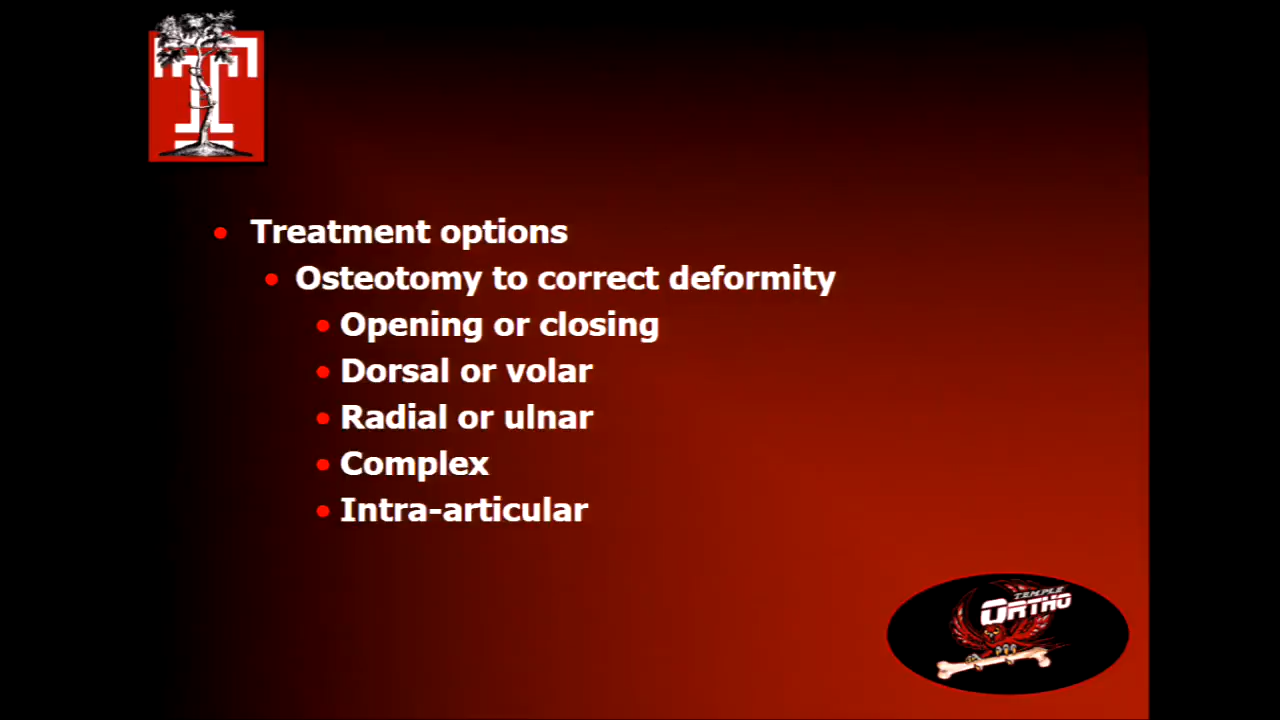 Treatment options
Osteotomy to correct deformity
Opening or closing
Dorsal or volar
Radial or ulnar
Complex
Intra-articular
TEMPLE
ORTHO